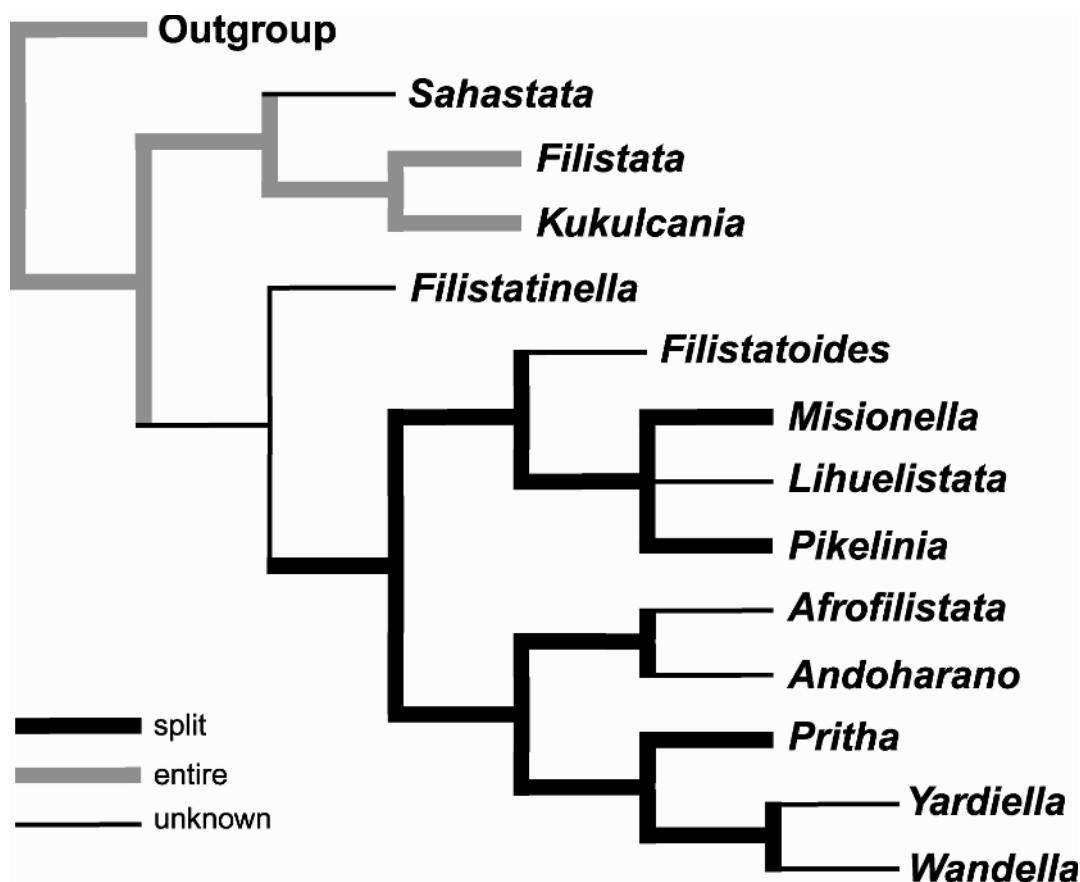 Outgroup
Sahastata
Filistata
Kukulcania
Filistatinella
Filistatoides
Misionella
Lihuelistata
Pikelinia
Afrofilistata
Andoharano
Pritha
Yardiella
Wandella
split
entire
unknown